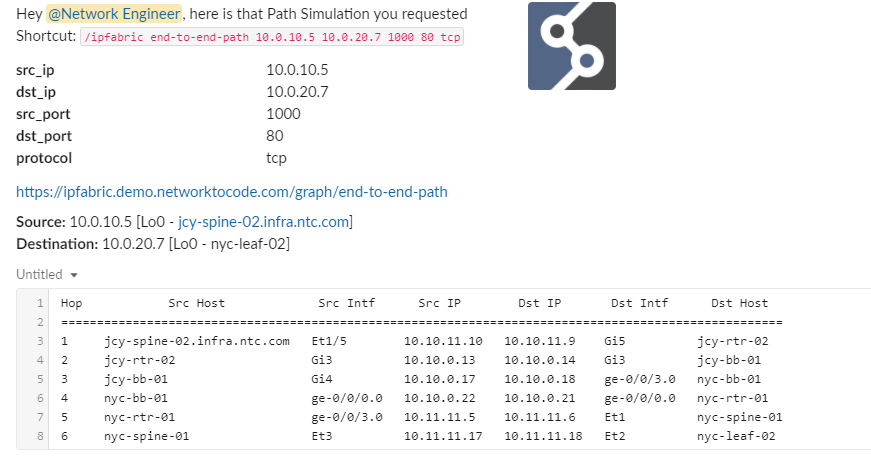 Hey @Network Engineer, here is that Path Simulation you requested
Shortcut: /ipfabric end-to-end-path 10.0.10.5 10.0.20.7 1000 80 tcp
src_ip 10.0.10.5
dst_ip 10.0.20.7
src_port 1000
dst_port 80
protocol tcp
https://ipfabric.demo.networktocode.com/graph/end-to-end-path
Source: 10.0.10.5 [Lo0 - jcy-spine-02.infra.ntc.com]
Destination: 10.0.20.7 [Lo0 - nyc-leaf-02]
Untitled
1 Hop Src Host Src Intf Src IP Dst IP Dst Intf Dst Host
2 =====================================================================================================
3 1 jcy-spine-02.infra.ntc.com Et1/5 10.10.11.10 10.10.11.9 Gi5 jcy-rtr-02
4 2 jcy-rtr-02 Gi3 10.10.0.13 10.10.0.14 Gi3 jcy-bb-01
5 3 jcy-bb-01 Gi4 10.10.0.17 10.10.0.18 ge-0/0/3.0 nyc-bb-01
6 4 nyc-bb-01 ge-0/0/0.0 10.10.0.22 10.10.0.21 ge-0/0/0.0 nyc-rtr-01
7 5 nyc-rtr-01 ge-0/0/3.0 10.11.11.5 10.11.11.6 Et1 nyc-spine-01
8 6 nyc-spine-01 Et3 10.11.11.17 10.11.11.18 Et2 nyc-leaf-02